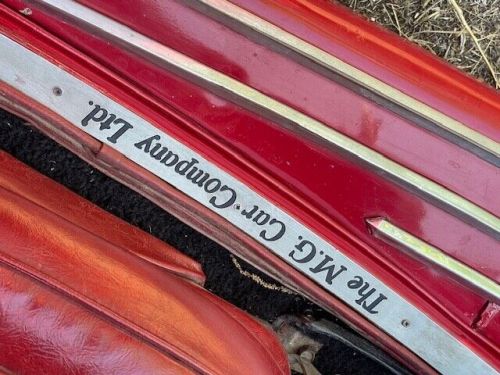 The M.G. Car Company Ltd.